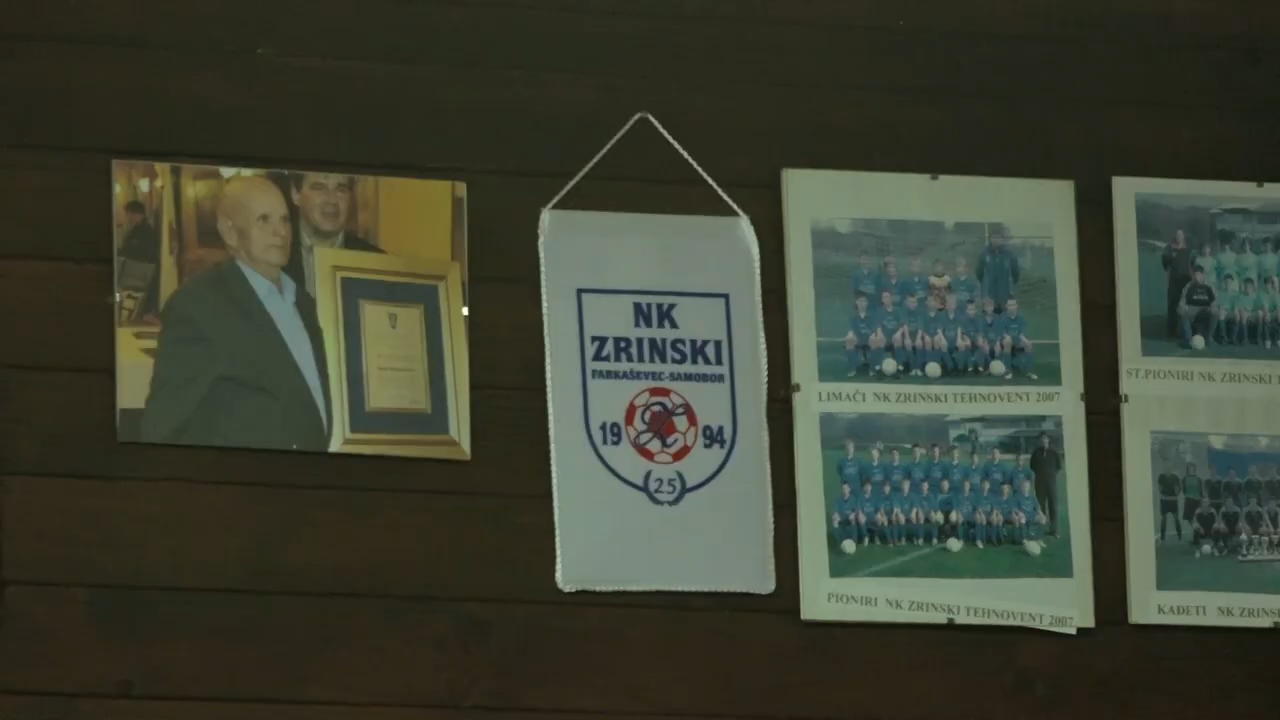 NK
ZRINSKI
FARKAŠEVEC-SAMOBOR
19 94
25
LIMAČI NK ZRINSKI TEHNOVENT 2007
PIONIRI NK ZRINSKI TEHNOVENT 2007
ST.PIONIRI NK ZRINSKI
KADETI NK